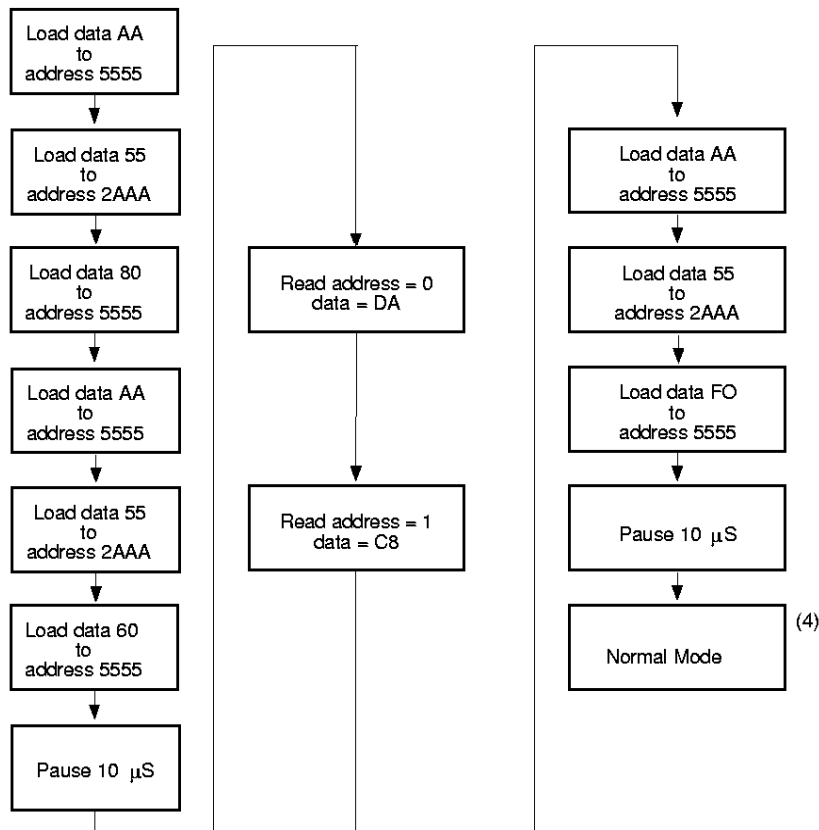 Load data AA
to
address 5555
Load data 55
to
address 2AAA
Load data 80
to
address 5555
Load data AA
to
address 5555
Load data 55
to
address 2AAA
Load data 60
to
address 5555
Pause 10 µS
Read address = 0
data = DA
Read address = 1
data = C8
Load data AA
to
address 5555
Load data 55
to
address 2AAA
Load data FO
to
address 5555
Pause 10 µS
(4)
Normal Mode